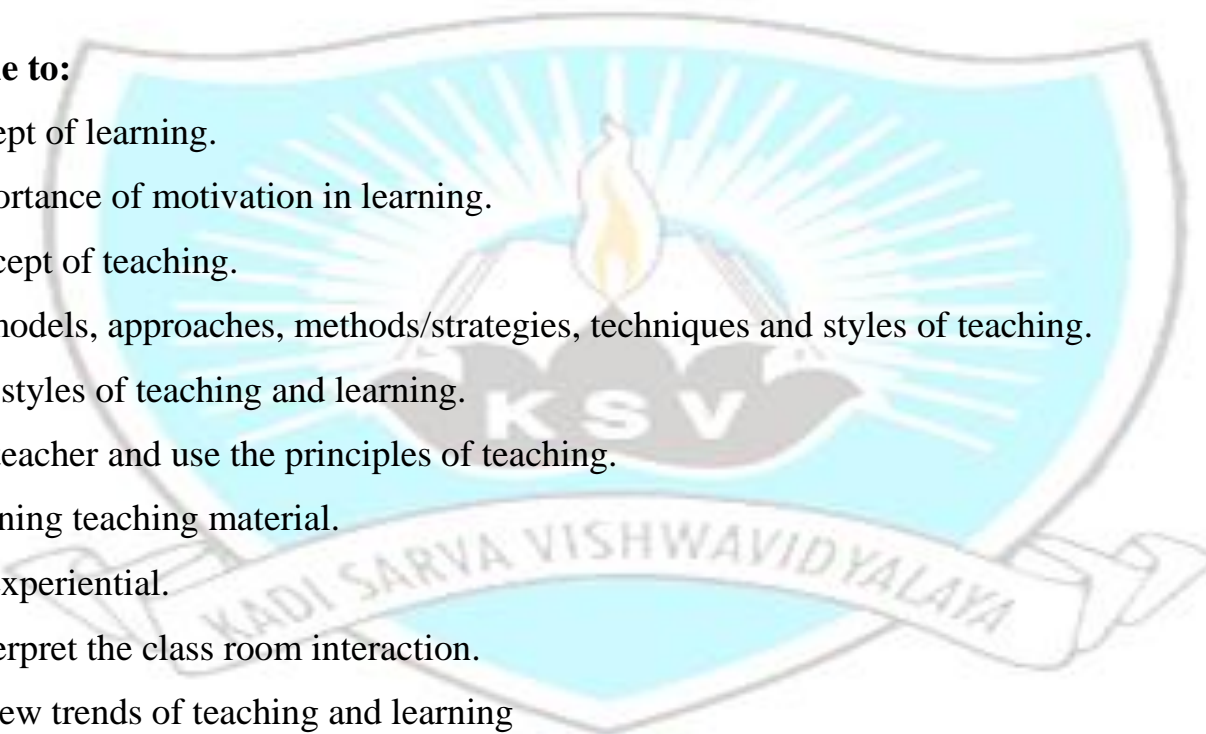 e to:
ept of learning.
ortance of motivation in learning.
cept of teaching.
models, approaches, methods/strategies, techniques and styles of teaching.
styles of teaching and learning.
teacher and use the principles of teaching.
ning teaching material.
xperiential.
erpret the class room interaction.
ew trends of teaching and learning
KSV
KADI SARVA VISHWAVIDYALAYA